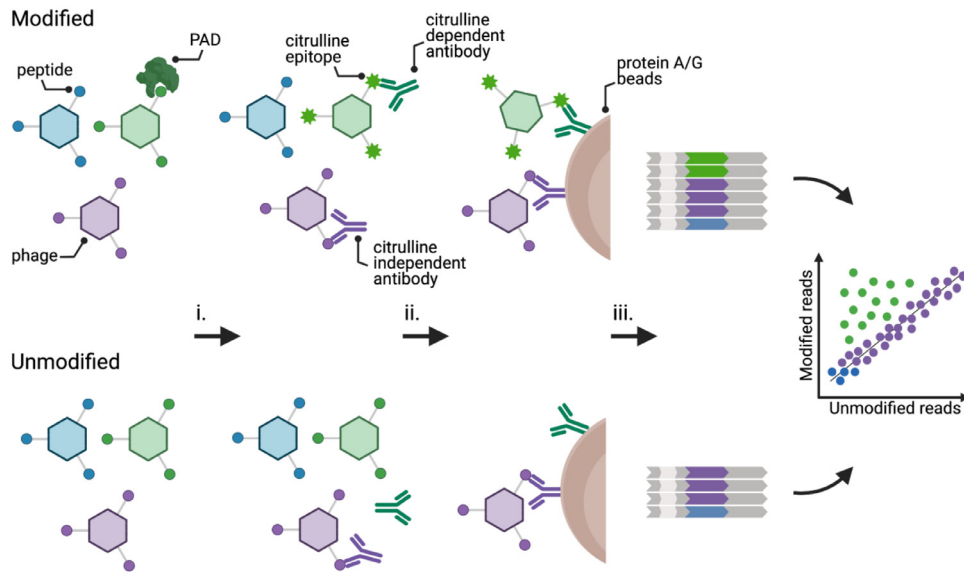 Modified
PAD
peptide
phage
citrulline
epitope
citrulline
dependent
antibody
citrulline
independent
antibody
protein A/G
beads
i.
ii.
iii.
Unmodified
Modified reads
Unmodified reads